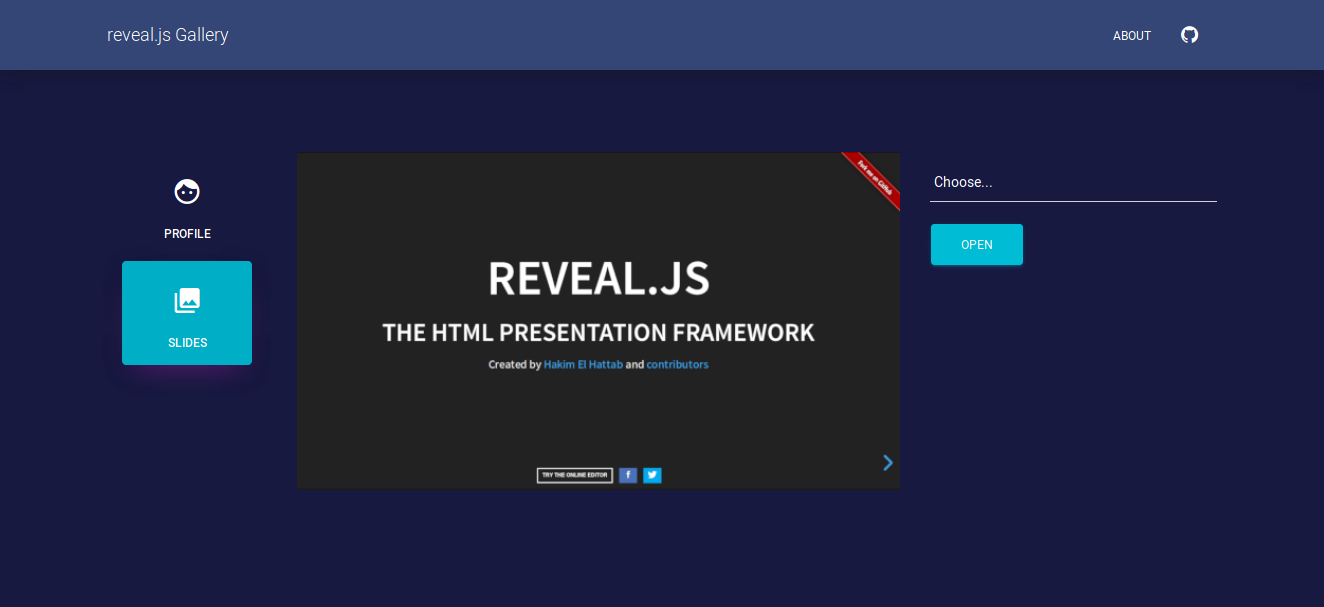 reveal.js Gallery
ABOUT
PROFILE
SLIDES
Fork me on GitHub
REVEAL.JS
THE HTML PRESENTATION FRAMEWORK
Created by Hakim El Hattab and contributors
TRY THE ONLINE EDITOR
Choose...
OPEN